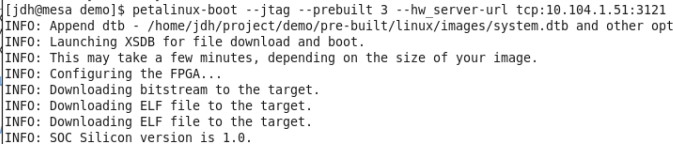 [jdh@mesa demo]$ petalinux-boot --jtag --prebuilt 3 --hw_server-url tcp:10.104.1.51:3121
INFO: Append dtb - /home/jdh/project/demo/pre-built/linux/images/system.dtb and other opt
INFO: Launching XSDB for file download and boot.
INFO: This may take a few minutes, depending on the size of your image.
INFO: Configuring the FPGA...
INFO: Downloading bitstream to the target.
INFO: Downloading ELF file to the target.
INFO: Downloading ELF file to the target.
INFO: SOC Silicon version is 1.0.